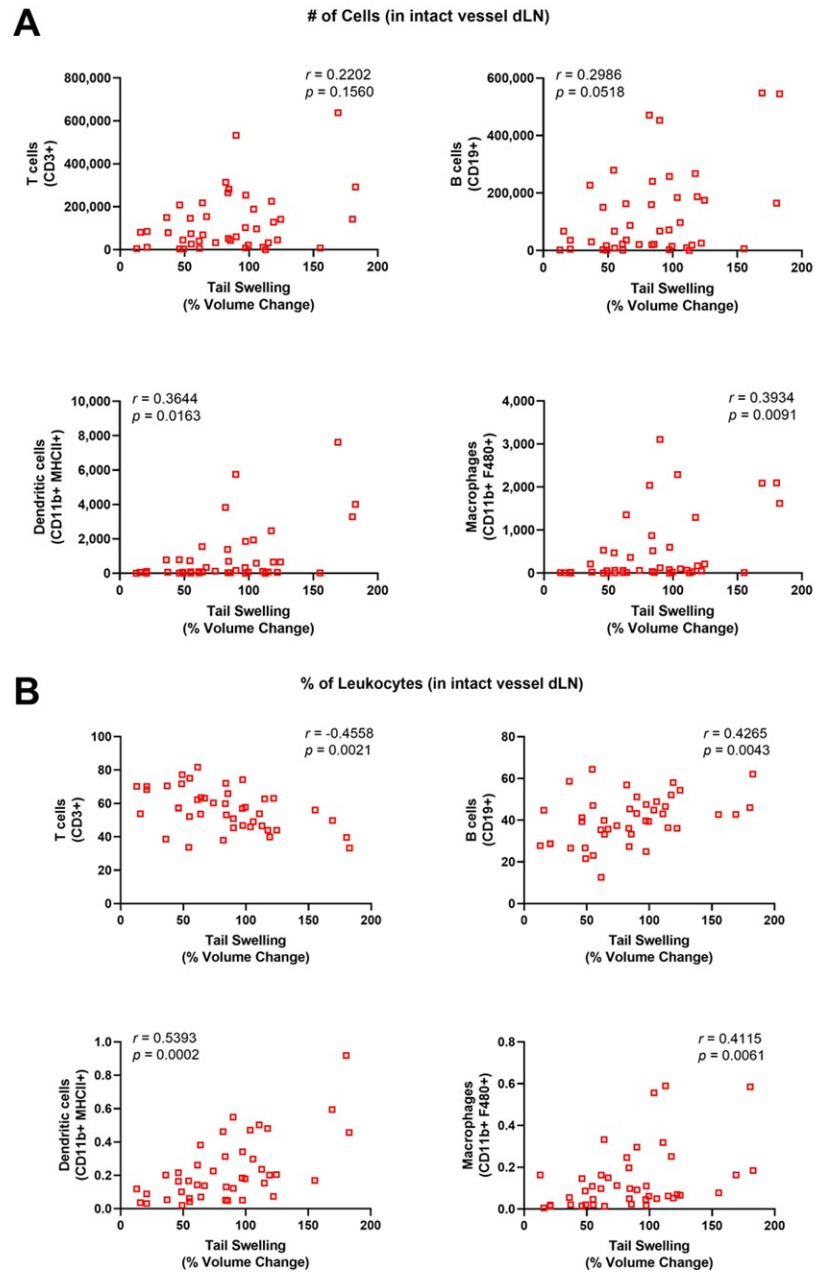 A
# of Cells (in intact vessel dLN)
r = 0.2202
p = 0.1560
800,000
600,000
400,000
200,000
0
T cells
(CD3+)
0 50 100 150 200
Tail Swelling
(% Volume Change)
r = 0.2986
p = 0.0518
600,000
400,000
200,000
0
B cells
(CD19+)
0 50 100 150 200
Tail Swelling
(% Volume Change)
r = 0.3644
p = 0.0163
10,000
8,000
6,000
4,000
2,000
0
Dendritic cells
(CD11b+ MHCII+)
0 50 100 150 200
Tail Swelling
(% Volume Change)
r = 0.3934
p = 0.0091
4,000
3,000
2,000
1,000
0
Macrophages
(CD11b+ F480+)
0 50 100 150 200
Tail Swelling
(% Volume Change)
B
% of Leukocytes (in intact vessel dLN)
r = -0.4558
p = 0.0021
100
80
60
40
20
0
T cells
(CD3+)
0 50 100 150 200
Tail Swelling
(% Volume Change)
r = 0.4265
p = 0.0043
80
60
40
20
0
B cells
(CD19+)
0 50 100 150 200
Tail Swelling
(% Volume Change)
r = 0.5393
p = 0.0002
1.0
0.8
0.6
0.4
0.2
0.0
Dendritic cells
(CD11b+ MHCII+)
0 50 100 150 200
Tail Swelling
(% Volume Change)
r = 0.4115
p = 0.0061
0.8
0.6
0.4
0.2
0.0
Macrophages
(CD11b+ F480+)
0 50 100 150 200
Tail Swelling
(% Volume Change)